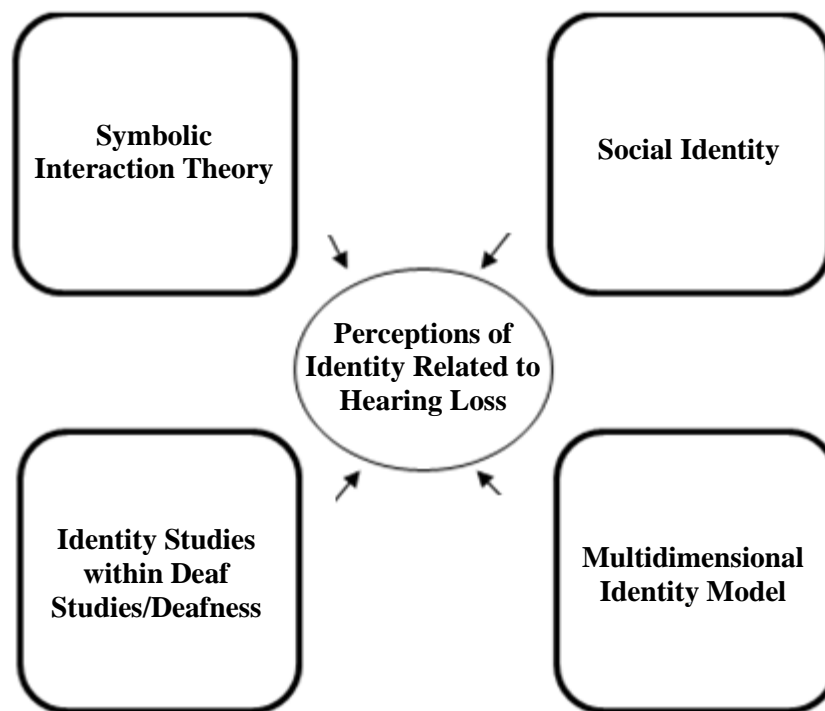 Symbolic
Interaction Theory
Social Identity
Perceptions of
Identity Related to
Hearing Loss
Identity Studies
within Deaf
Studies/Deafness
Multidimensional
Identity Model